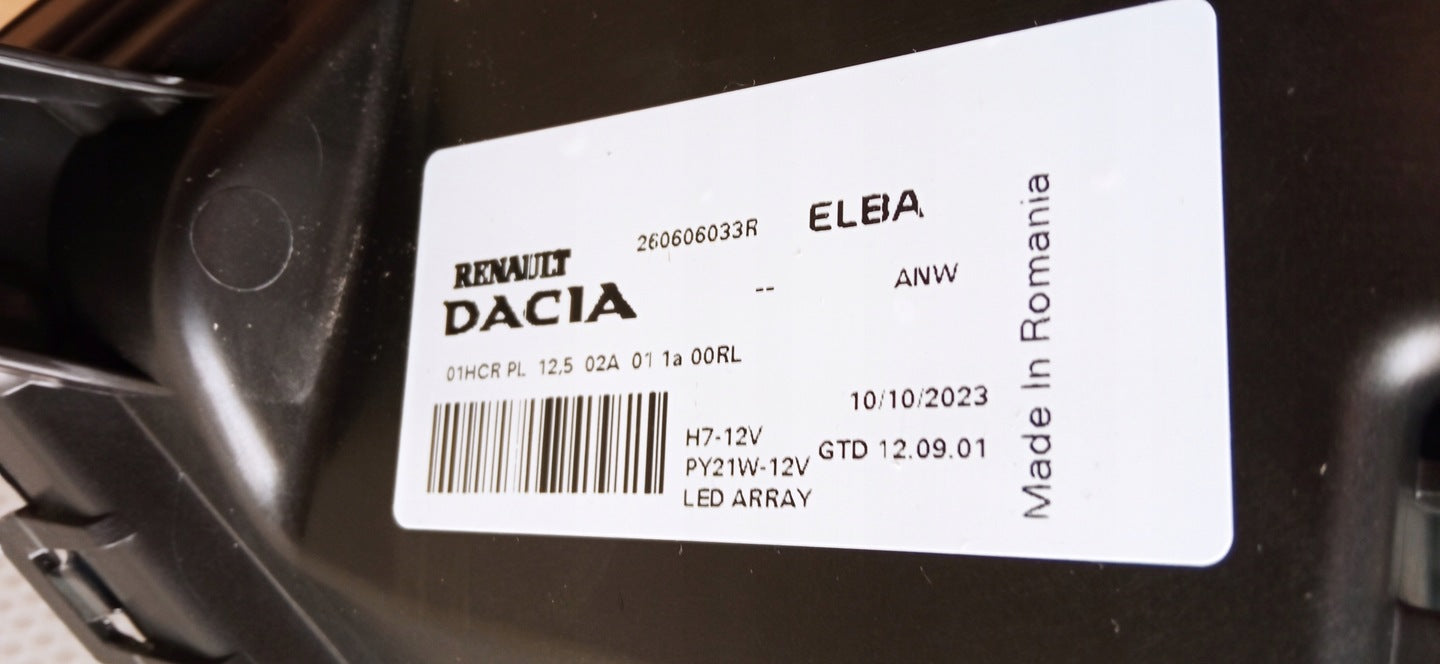 260606033R
ELBA
RENAULT
DACIA
--
ANW
01HCR PL 12,5 02A 01 1a 00RL
10/10/2023
H7-12V
PY21W-12V
GTD 12.09.01
LED ARRAY
Made In Romania